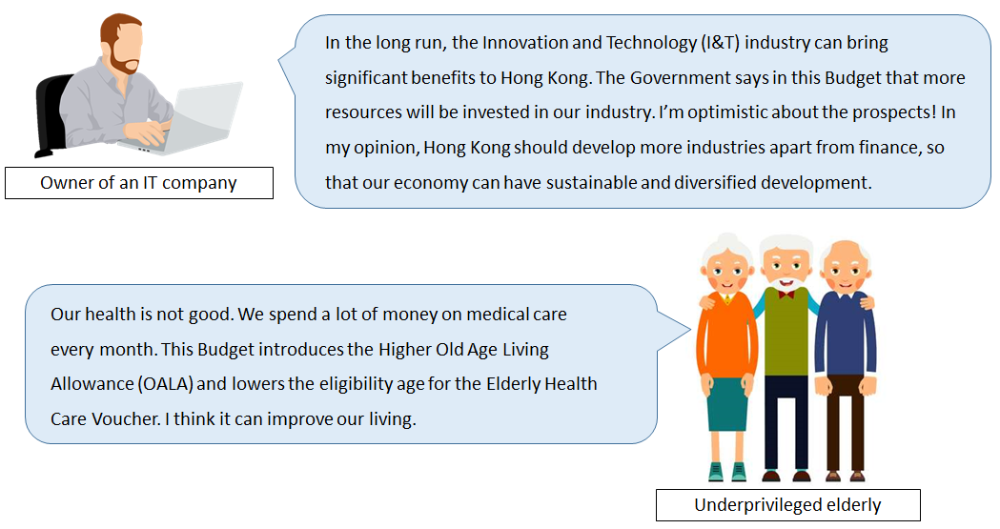 In the long run, the Innovation and Technology (I&T) industry can bring
significant benefits to Hong Kong. The Government says in this Budget that more
resources will be invested in our industry. I’m optimistic about the prospects! In
my opinion, Hong Kong should develop more industries apart from finance, so
that our economy can have sustainable and diversified development.
Owner of an IT company
Our health is not good. We spend a lot of money on medical care
every month. This Budget introduces the Higher Old Age Living
Allowance (OALA) and lowers the eligibility age for the Elderly Health
Care Voucher. I think it can improve our living.
Underprivileged elderly